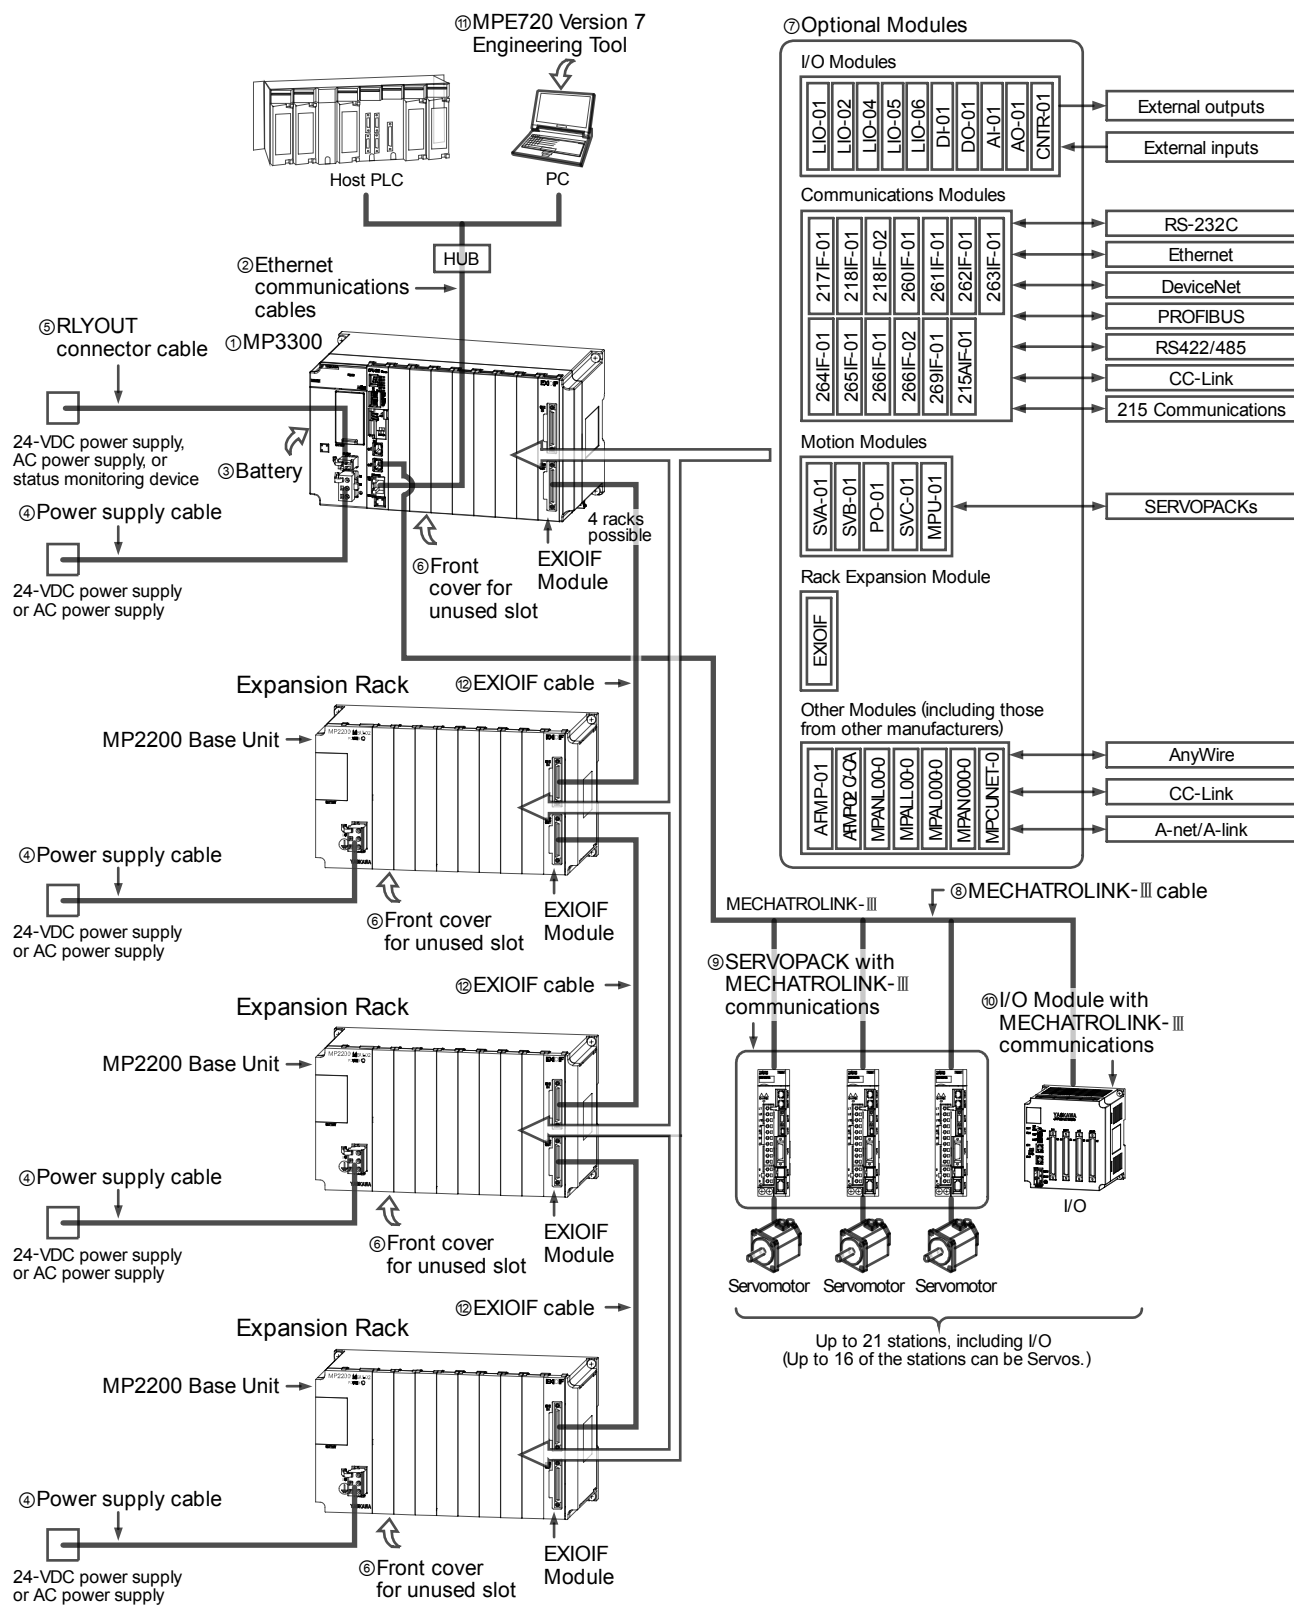 ⑪MPE720 Version 7
Engineering Tool
Host PLC
PC
HUB
②Ethernet
communications
cables
⑤RLYOUT
connector cable
①MP3300
24-VDC power supply,
AC power supply, or
status monitoring device
③Battery
④Power supply cable
24-VDC power supply
or AC power supply
⑥Front
cover for
unused slot
4 racks
possible
EXIOIF
Module
⑦Optional Modules
I/O Modules
LIO-01
LIO-02
LIO-04
LIO-05
LIO-06
DI-01
DO-01
AI-01
AO-01
CNTR-01
External outputs
External inputs
Communications Modules
217IF-01
218IF-01
218IF-02
260IF-01
261IF-01
262IF-01
263IF-01
264IF-01
265IF-01
266IF-01
266IF-02
269IF-01
215AIF-01
RS-232C
Ethernet
DeviceNet
PROFIBUS
RS422/485
CC-Link
215 Communications
Motion Modules
SVA-01
SVB-01
PO-01
SVC-01
MPU-01
SERVOPACKs
Rack Expansion Module
EXIOIF
Other Modules (including those
from other manufacturers)
AFMP-01
AFMP-02 C/-CA
MPANL00-0
MPALL00-0
MPAL000-0
MPAN000-0
MPCUNET-0
AnyWire
CC-Link
A-net/A-link
Expansion Rack
⑫EXIOIF cable
MP2200 Base Unit
MP2200
YASKAWA
④Power supply cable
24-VDC power supply
or AC power supply
⑥Front cover
for unused slot
EXIOIF
Module
⑫EXIOIF cable
Expansion Rack
MP2200 Base Unit
MP2200
④Power supply cable
24-VDC power supply
or AC power supply
⑥Front cover
for unused slot
EXIOIF
Module
⑫EXIOIF cable
Expansion Rack
MP2200 Base Unit
MP2200
④Power supply cable
24-VDC power supply
or AC power supply
⑥Front cover
for unused slot
EXIOIF
Module
MECHATROLINK-Ⅲ
⑧MECHATROLINK-Ⅲ cable
⑨SERVOPACK with
MECHATROLINK-Ⅲ
communications
⑩I/O Module with
MECHATROLINK-Ⅲ
communications
YASKAWA
I/O
Servomotor
Servomotor
Servomotor
Up to 21 stations, including I/O
(Up to 16 of the stations can be Servos.)